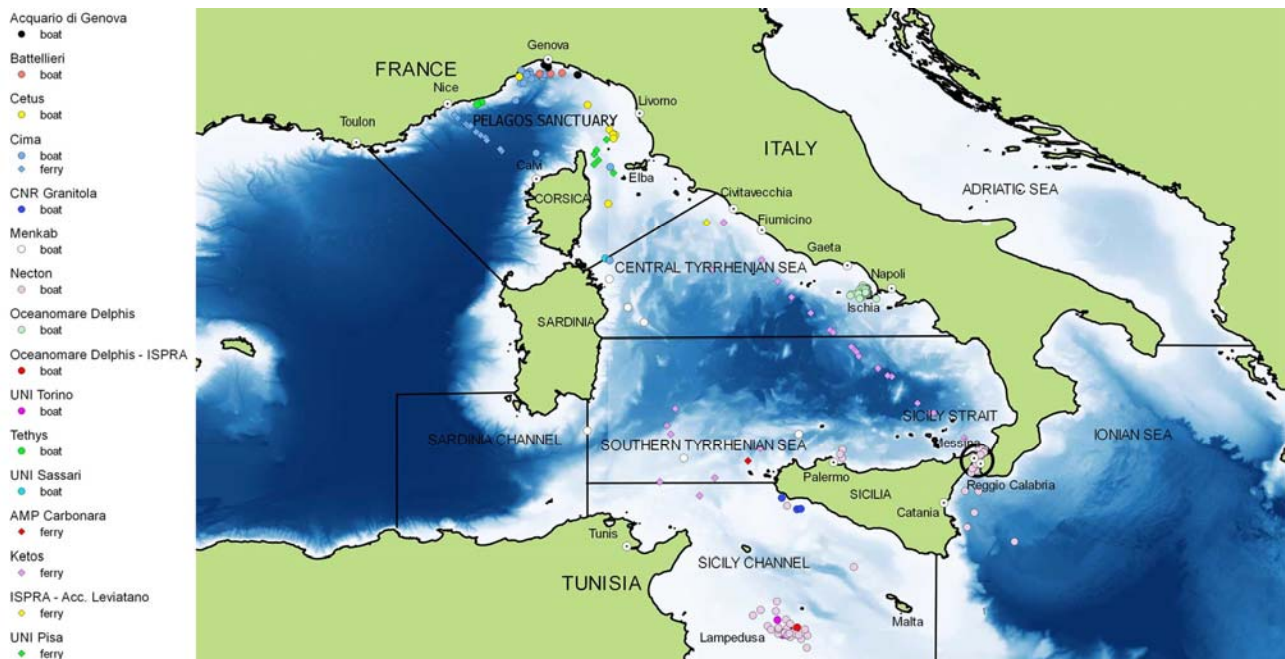 Acquario di Genova
boat
Battellieri
boat
Cetus
boat
Cima
boat
ferry
CNR Granitola
boat
Menkab
boat
Necton
boat
Oceanomare Delphis
boat
Oceanomare Delphis - ISPRA
boat
UNI Torino
boat
Tethys
boat
UNI Sassari
boat
AMP Carbonara
ferry
Ketos
ferry
ISPRA - Acc. Leviatano
ferry
UNI Pisa
ferry
Genova
FRANCE
Nice
Livorno
PELAGOS SANCTUARY
Toulon
ITALY
Calvi
Elba
ADRIATIC SEA
CORSICA
Civitavecchia
Fiumicino
Gaeta
CENTRAL TYRRHENIAN SEA
Napoli
Ischia
SARDINIA
SICILY STRAIT
SARDINIA CHANNEL
SOUTHERN TYRRHENIAN SEA
IONIAN SEA
Messina
Palermo
SICILIA
Reggio Calabria
Catania
Tunis
SICILY CHANNEL
TUNISIA
Malta
Lampedusa